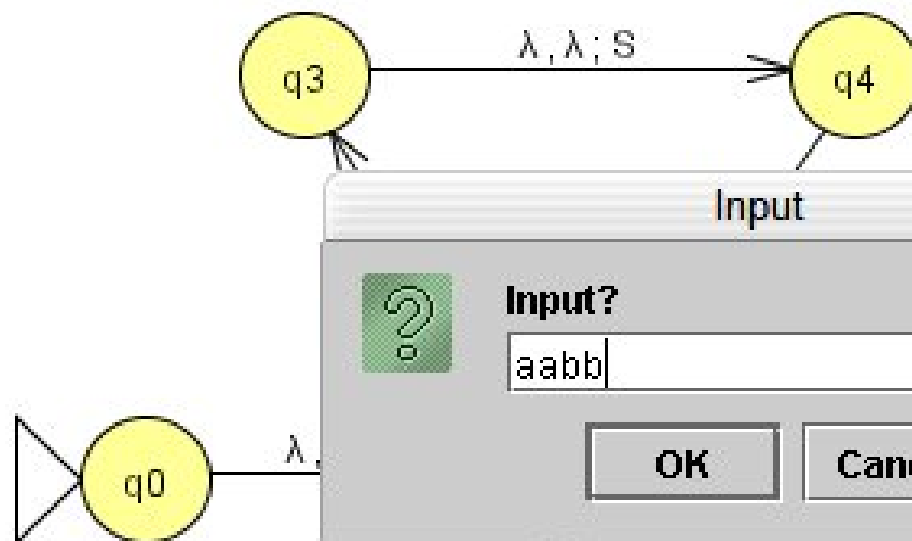 q3
λ , λ ; S
q4
Input
Input?
aabb
OK
Canc
q0
λ ,